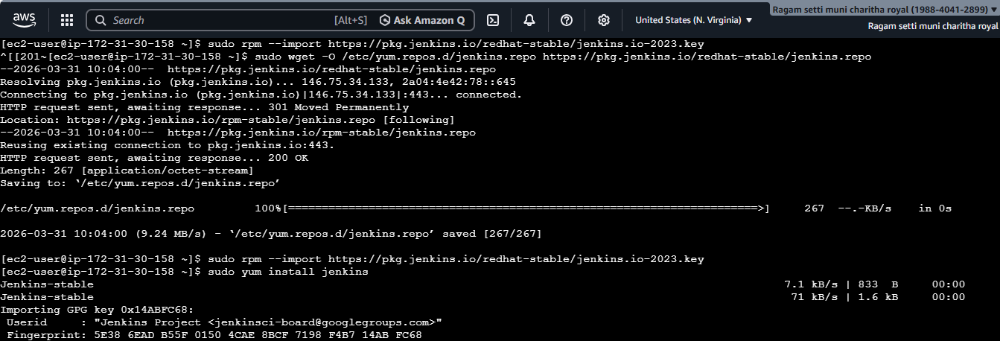 aws
Search [Alt+S] Ask Amazon Q United States (N. Virginia) ▼ Ragam setti muni charitha royal (1988-4041-2899) ▼
Ragam setti muni charitha royal
[ec2-user@ip-172-31-30-158 ~]$ sudo rpm --import https://pkg.jenkins.io/redhat-stable/jenkins.io-2023.key
^[[201~[ec2-user@ip-172-31-30-158 ~]$ sudo wget -O /etc/yum.repos.d/jenkins.repo https://pkg.jenkins.io/redhat-stable/jenkins.repo
--2026-03-31 10:04:00--  https://pkg.jenkins.io/redhat-stable/jenkins.repo
Resolving pkg.jenkins.io (pkg.jenkins.io)... 146.75.34.133, 2a04:4e42:78::645
Connecting to pkg.jenkins.io (pkg.jenkins.io)|146.75.34.133|:443... connected.
HTTP request sent, awaiting response... 301 Moved Permanently
Location: https://pkg.jenkins.io/rpm-stable/jenkins.repo [following]
--2026-03-31 10:04:00--  https://pkg.jenkins.io/rpm-stable/jenkins.repo
Reusing existing connection to pkg.jenkins.io:443.
HTTP request sent, awaiting response... 200 OK
Length: 267 [application/octet-stream]
Saving to: ‘/etc/yum.repos.d/jenkins.repo’
/etc/yum.repos.d/jenkins.repo 100%[======================================================================>] 267 --.-KB/s in 0s
2026-03-31 10:04:00 (9.24 MB/s) - ‘/etc/yum.repos.d/jenkins.repo’ saved [267/267]
[ec2-user@ip-172-31-30-158 ~]$ sudo rpm --import https://pkg.jenkins.io/redhat-stable/jenkins.io-2023.key
[ec2-user@ip-172-31-30-158 ~]$ sudo yum install jenkins
Jenkins-stable 7.1 kB/s | 833 B 00:00
Jenkins-stable 71 kB/s | 1.6 kB 00:00
Importing GPG key 0x14ABFC68:
Userid : "Jenkins Project <jenkinsci-board@googlegroups.com>"
Fingerprint: 5E38 6EAD B55F 0150 4CAE 8BCF 7198 F4B7 14AB FC68